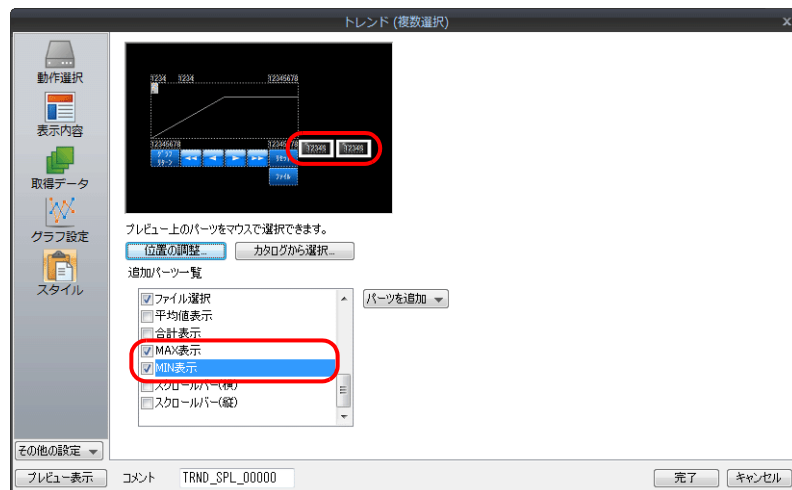 トレンド (複数選択)
動作選択
表示内容
取得データ
グラフ設定
スタイル
1234 1234 12345678
12345678
12345 12345
ファイル
プレビュー上のパーツをマウスで選択できます。
位置の調整... カタログから選択...
追加パーツ一覧
ファイル選択
パーツを追加
平均値表示
合計表示
MAX表示
MIN表示
スクロールバー(横)
スクロールバー(縦)
その他の設定
プレビュー表示 コメント TRND_SPL_00000 完了 キャンセル